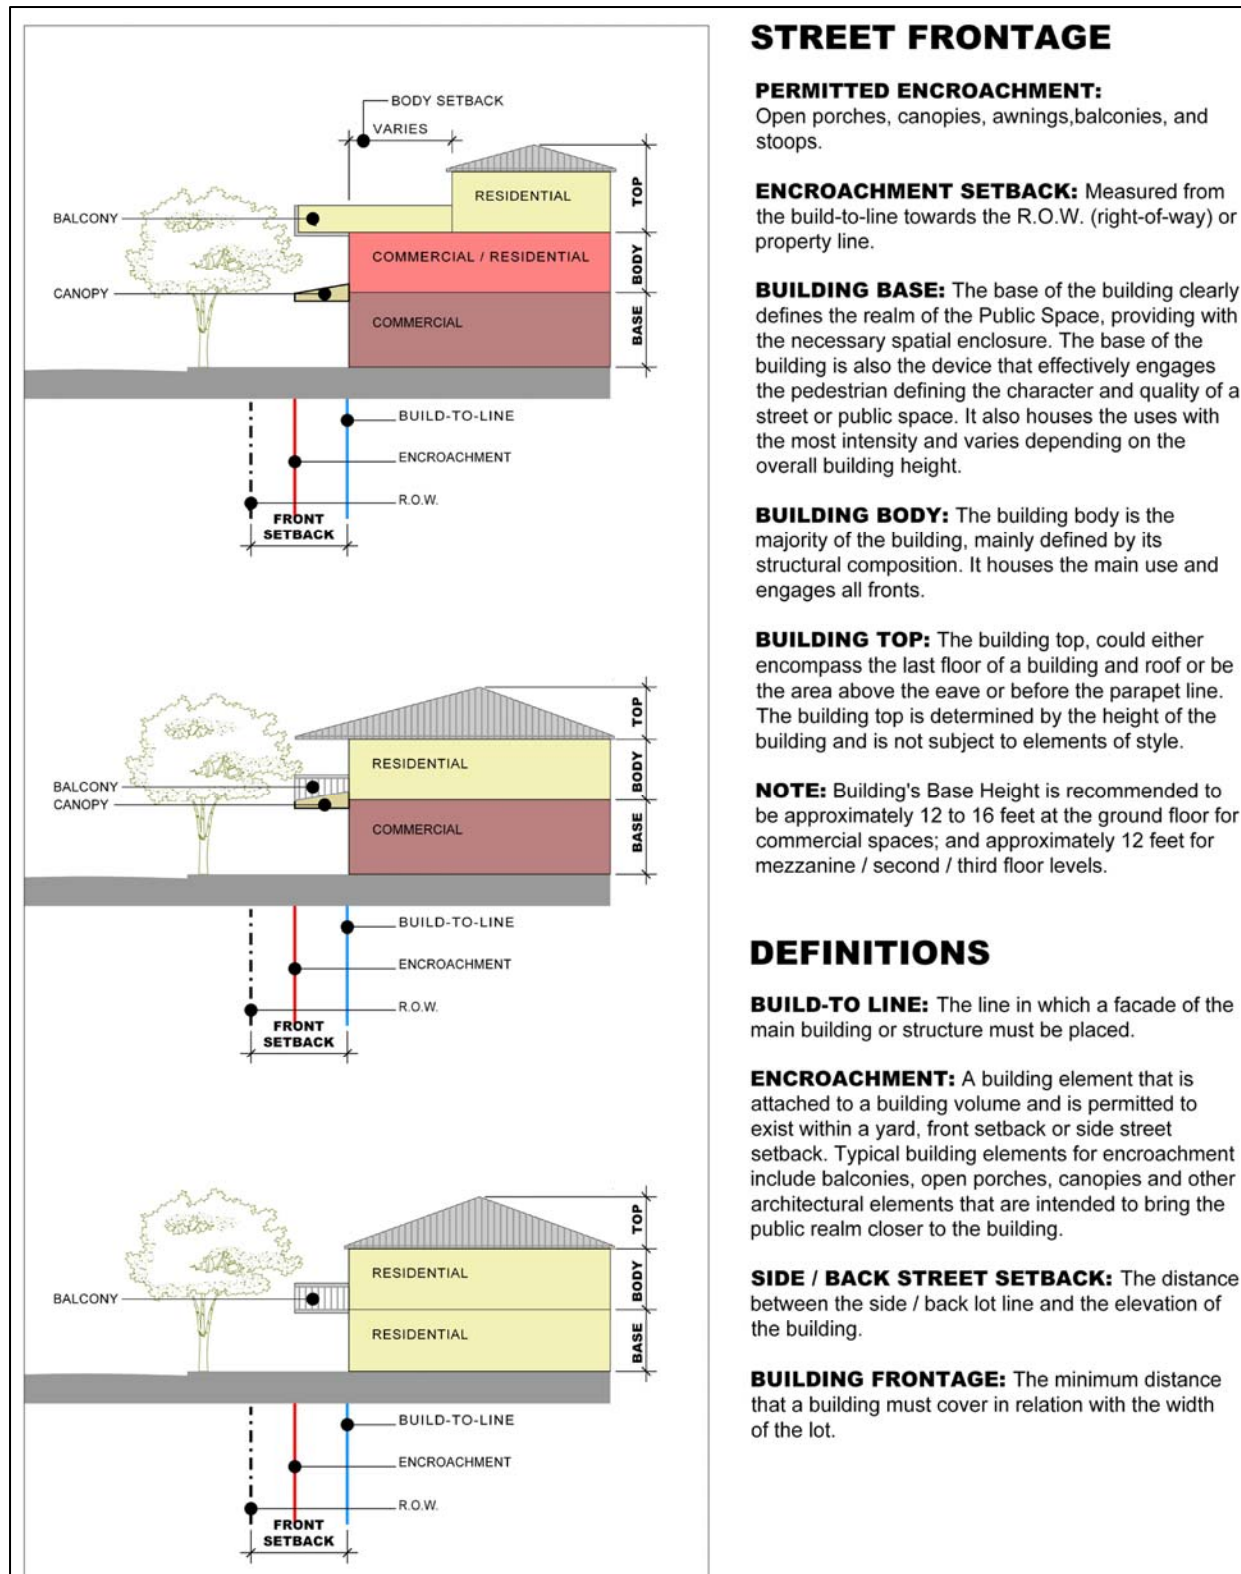 BODY SETBACK
VARIES
TOP
RESIDENTIAL
BALCONY
COMMERCIAL / RESIDENTIAL
BODY
CANOPY
COMMERCIAL
BASE
BUILD-TO-LINE
ENCROACHMENT
R.O.W.
FRONT
SETBACK
TOP
RESIDENTIAL
BODY
BALCONY
CANOPY
COMMERCIAL
BASE
BUILD-TO-LINE
ENCROACHMENT
R.O.W.
FRONT
SETBACK
TOP
RESIDENTIAL
BODY
BALCONY
RESIDENTIAL
BASE
BUILD-TO-LINE
ENCROACHMENT
R.O.W.
FRONT
SETBACK
STREET FRONTAGE
PERMITTED ENCROACHMENT:
Open porches, canopies, awnings,balconies, and
stoops.
ENCROACHMENT SETBACK: Measured from
the build-to-line towards the R.O.W. (right-of-way) or
property line.
BUILDING BASE: The base of the building clearly
defines the realm of the Public Space, providing with
the necessary spatial enclosure. The base of the
building is also the device that effectively engages
the pedestrian defining the character and quality of a
street or public space. It also houses the uses with
the most intensity and varies depending on the
overall building height.
BUILDING BODY: The building body is the
majority of the building, mainly defined by its
structural composition. It houses the main use and
engages all fronts.
BUILDING TOP: The building top, could either
encompass the last floor of a building and roof or be
the area above the eave or before the parapet line.
The building top is determined by the height of the
building and is not subject to elements of style.
NOTE: Building's Base Height is recommended to
be approximately 12 to 16 feet at the ground floor for
commercial spaces; and approximately 12 feet for
mezzanine / second / third floor levels.
DEFINITIONS
BUILD-TO LINE: The line in which a facade of the
main building or structure must be placed.
ENCROACHMENT: A building element that is
attached to a building volume and is permitted to
exist within a yard, front setback or side street
setback. Typical building elements for encroachment
include balconies, open porches, canopies and other
architectural elements that are intended to bring the
public realm closer to the building.
SIDE / BACK STREET SETBACK: The distance
between the side / back lot line and the elevation of
the building.
BUILDING FRONTAGE: The minimum distance
that a building must cover in relation with the width
of the lot.